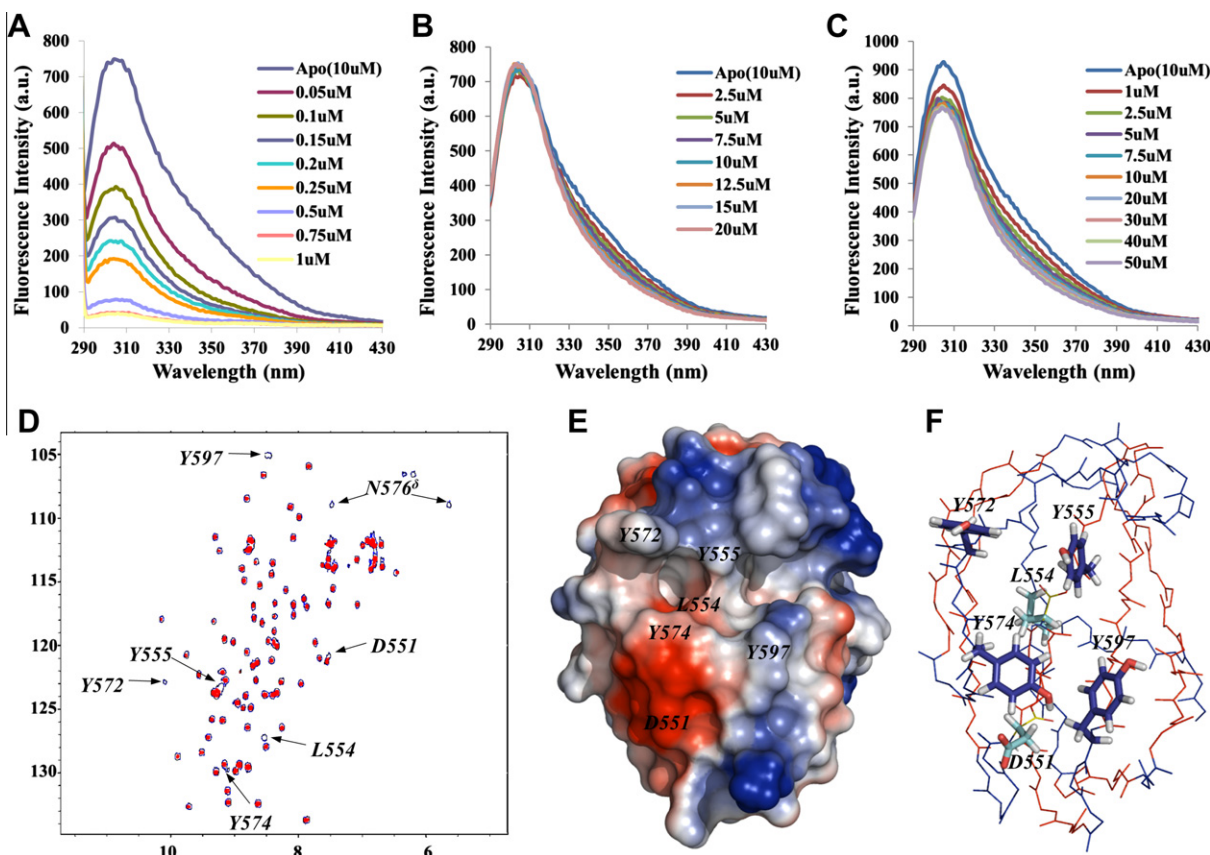 A
Fluorescence Intensity (a.u.)
800
700
600
500
400
300
200
100
0
290 310 330 350 370 390 410 430
Wavelength (nm)
Apo(10uM)
0.05uM
0.1uM
0.15uM
0.2uM
0.25uM
0.5uM
0.75uM
1uM
B
Fluorescence Intensity (a.u.)
800
700
600
500
400
300
200
100
0
290 310 330 350 370 390 410 430
Wavelength (nm)
Apo(10uM)
2.5uM
5uM
7.5uM
10uM
12.5uM
15uM
20uM
C
Fluorescence Intensity (a.u.)
1000
900
800
700
600
500
400
300
200
100
0
290 310 330 350 370 390 410 430
Wavelength (nm)
Apo(10uM)
1uM
2.5uM
5uM
7.5uM
10uM
20uM
30uM
40uM
50uM
D
105
110
115
120
125
130
10 8 6
Y597
N576δ
Y555
D551
Y572
L554
Y574
E
Y572
Y555
L554
Y574
Y597
D551
F
Y572
Y555
L554
Y574
Y597
D551